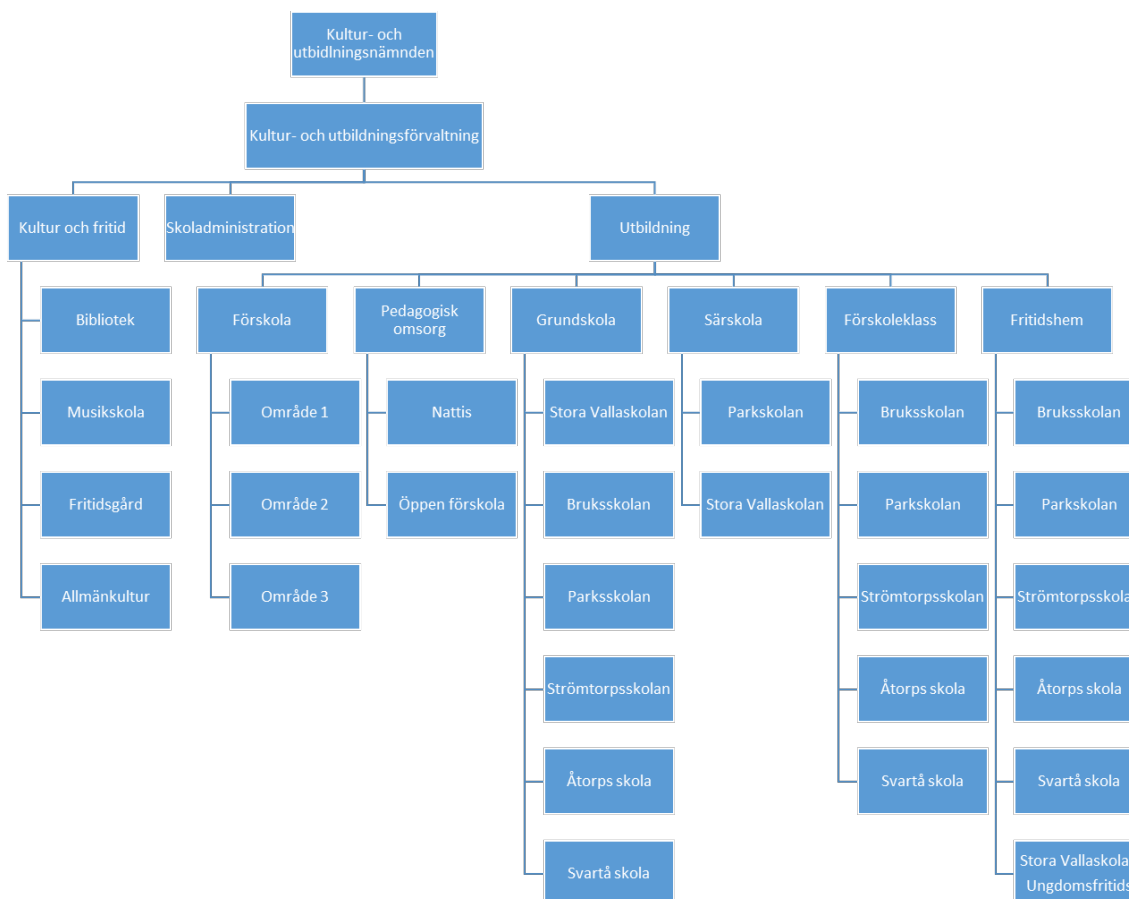 Kultur- och
utbidlningsnämnden
Kultur- och utbildningsförvaltning
Kultur och fritid
Skoladministration
Utbildning
Bibliotek
Musikskola
Fritidsgård
Allmänkultur
Förskola
Område 1
Område 2
Område 3
Pedagogisk
omsorg
Nattis
Öppen förskola
Grundskola
Stora Vallaskolan
Bruksskolan
Parksskolan
Strömtorpsskolan
Åtorps skola
Svartå skola
Särskola
Parkskolan
Stora Vallaskolan
Förskoleklass
Bruksskolan
Parkskolan
Strömtorpsskolan
Åtorps skola
Svartå skola
Fritidshem
Bruksskolan
Parkskolan
Strömtorpsskola
Åtorps skola
Svartå skola
Stora Vallaskola
Ungdomsfritids